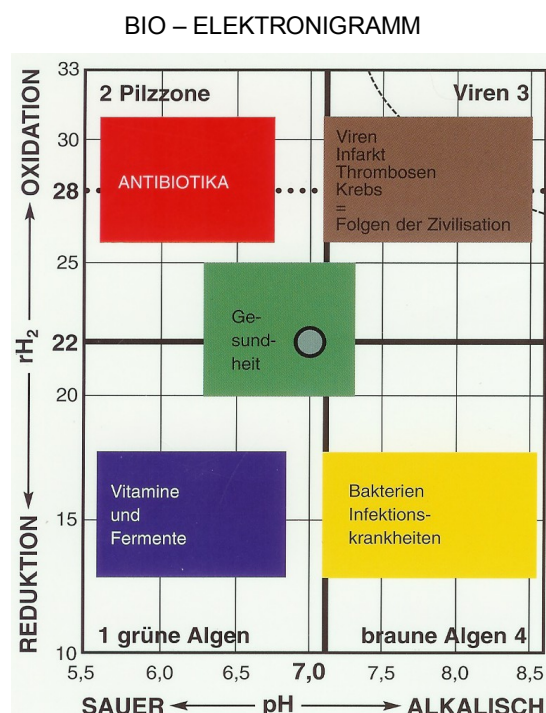 BIO – ELEKTRONIGRAMM
33
2 Pilzzone
Viren 3
OXIDATION
30
ANTIBIOTIKA
Viren
Infarkt
Thrombosen
Krebs
=
Folgen der Zivilisation
28
25
Ge-
sund-
heit
rH₂
22
20
Vitamine
und
Fermente
Bakterien
Infektions-
krankheiten
15
REDUKTION
1 grüne Algen
braune Algen 4
10
5,5 6,0 6,5 7,0 7,5 8,0 8,5
SAUER pH ALKALISCH